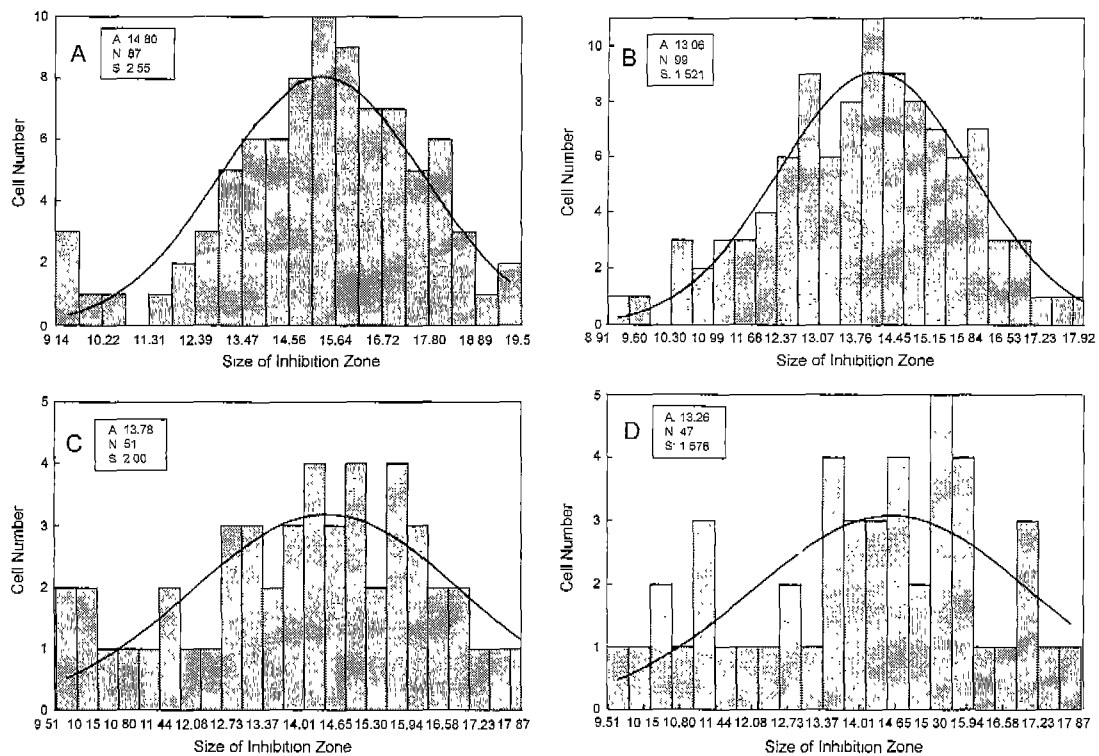 A
A 14 80
N 87
S 2 55
10
8
6
4
2
0
Cell Number
9 14 10.22 11.31 12.39 13.47 14.56 15.64 16.72 17.80 18 89 19.5
Size of Inhibition Zone
B
A 13 06
N 99
S. 1 521
10
8
6
4
2
0
Cell Number
8 91 9.60 10.30 10 99 11 68 12.37 13.07 13.76 14.45 15.15 15 84 16.53 17.23 17.92
Size of Inhibition Zone
C
A 13.78
N 51
S 2.00
5
4
3
2
1
0
Cell Number
9 51 10 15 10 80 11 44 12.08 12.73 13.37 14.01 14.65 15.30 15.94 16.58 17.23 17 87
Size of Inhibition Zone
D
A. 13.26
N 47
S' 1 576
5
4
3
2
1
0
Cell Number
9.51 10 15 10.80 11 44 12.08 12.73 13.37 14.01 14 65 15 30 15.94 16.58 17.23 17 87
Size of Inhibition Zone